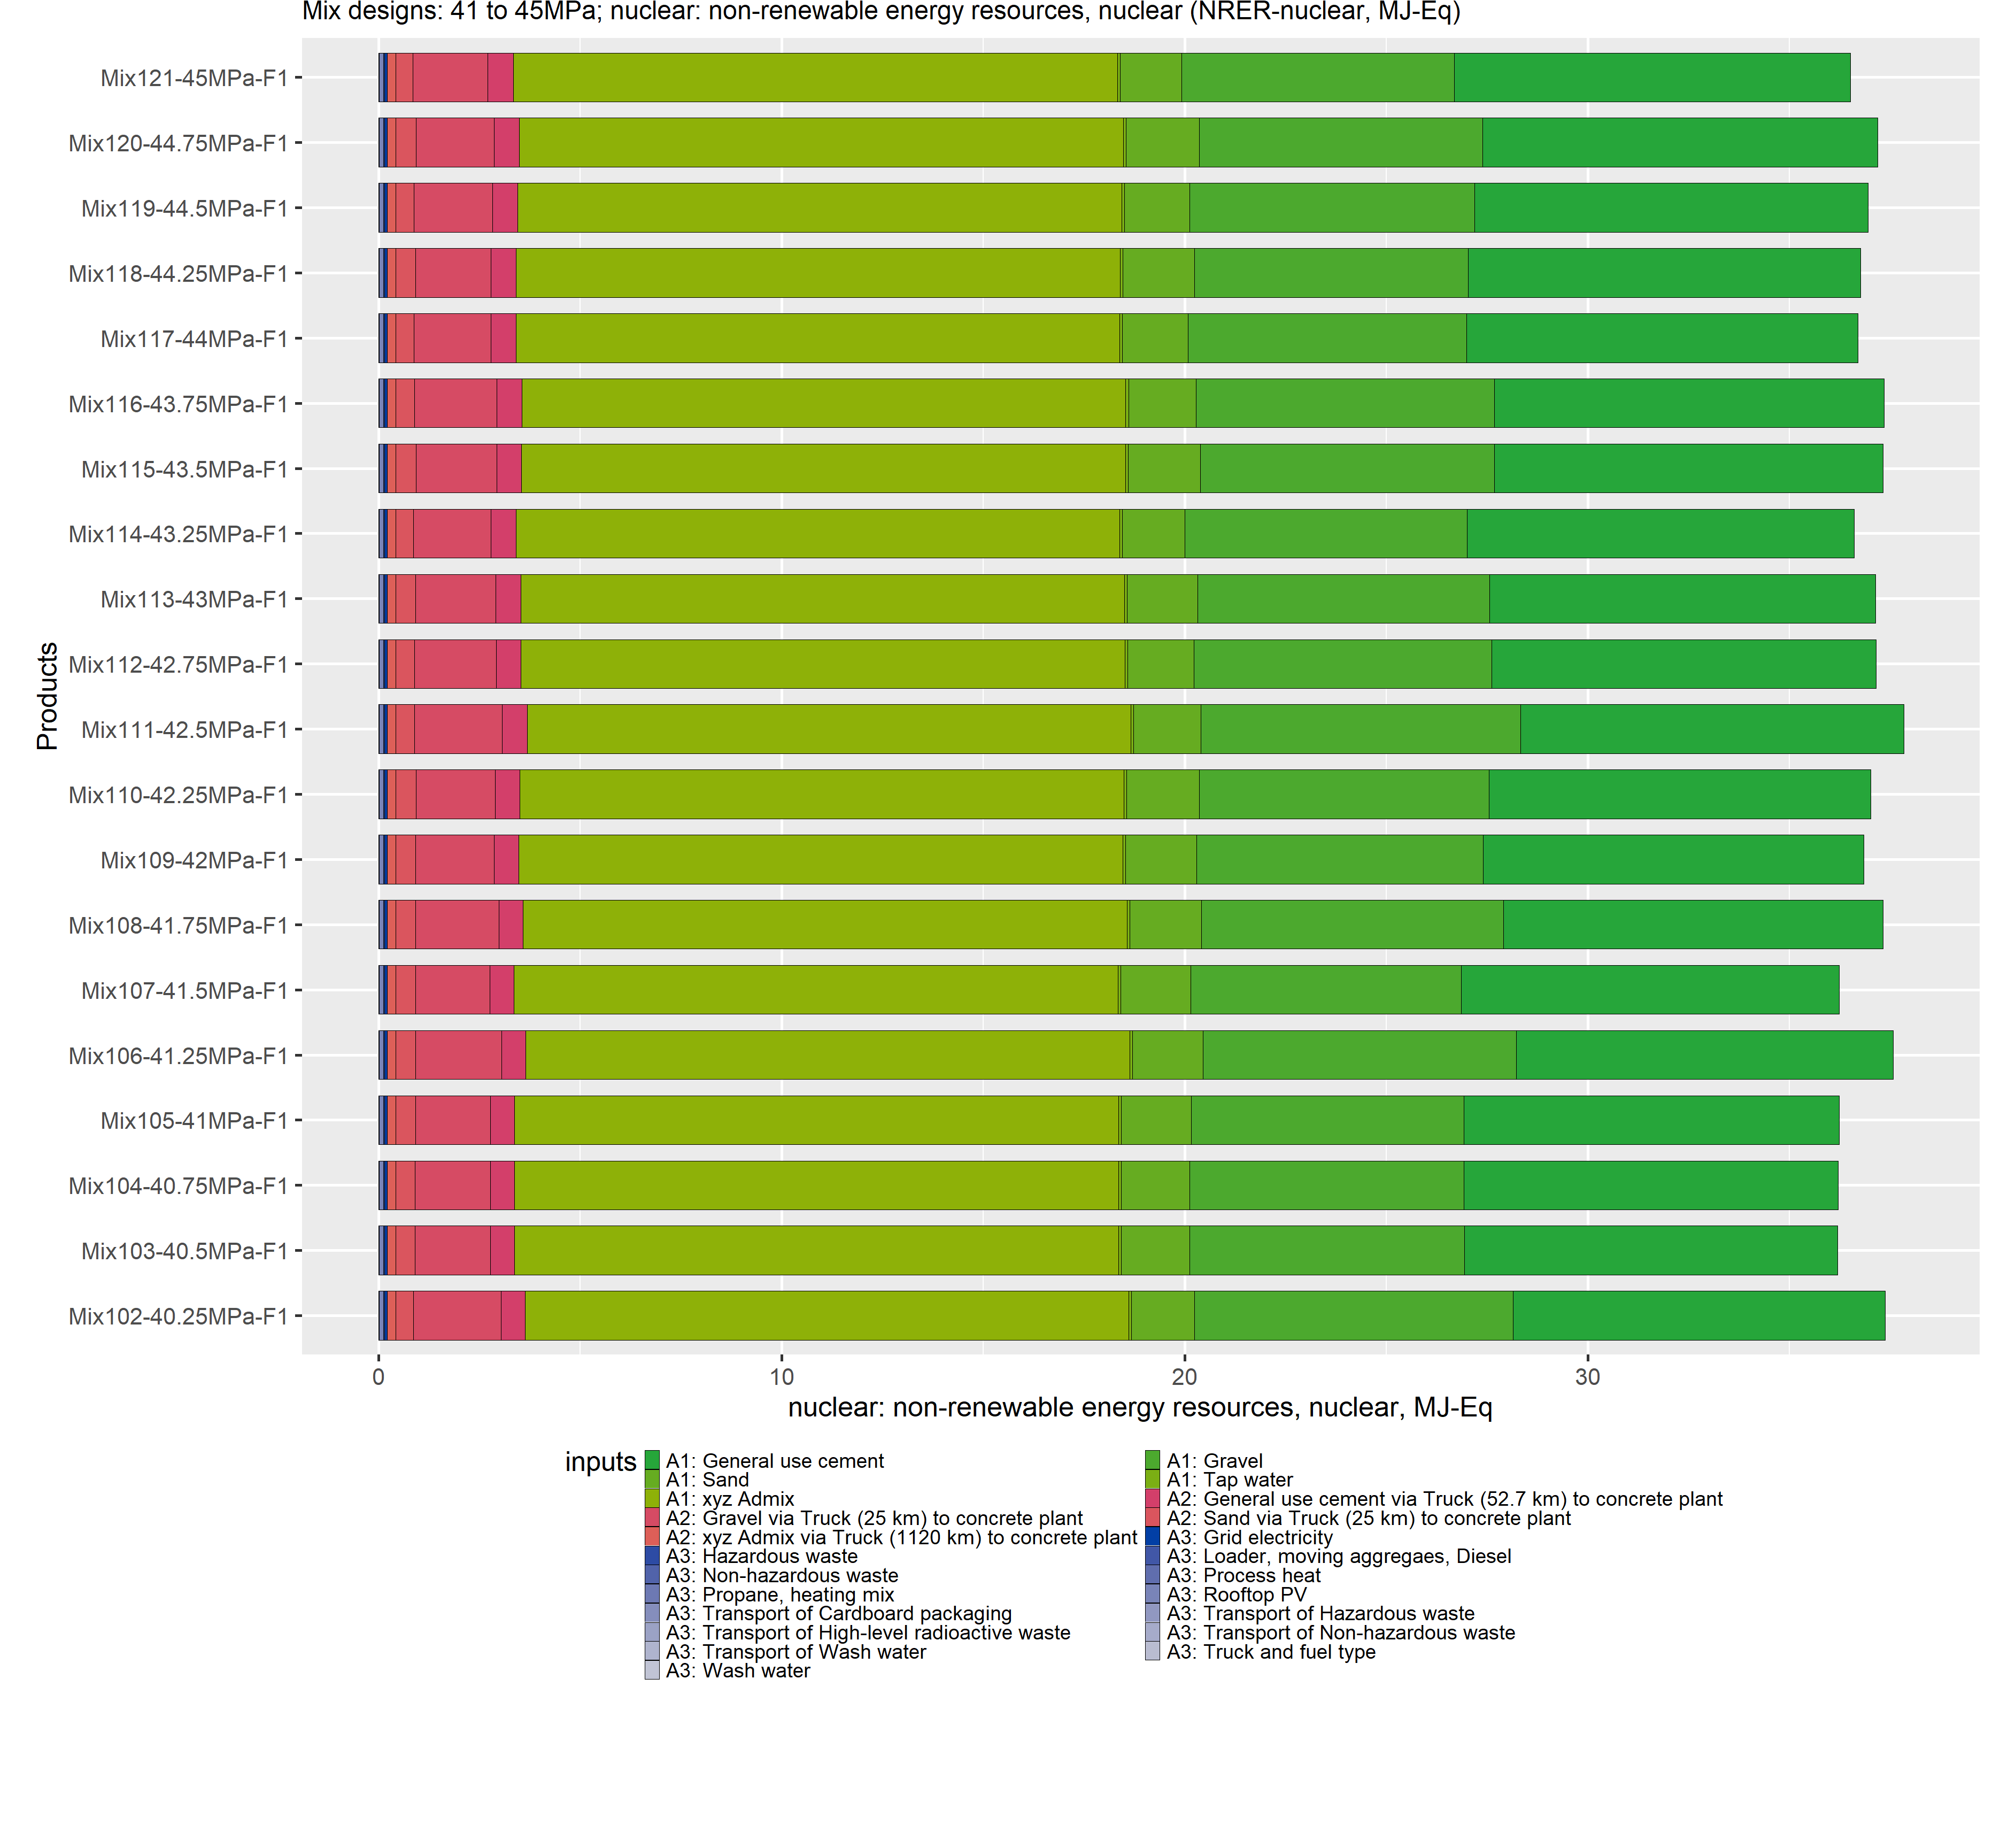 Mix designs: 41 to 45MPa; nuclear: non-renewable energy resources, nuclear (NRER-nuclear, MJ-Eq)
Products
Mix121-45MPa-F1
Mix120-44.75MPa-F1
Mix119-44.5MPa-F1
Mix118-44.25MPa-F1
Mix117-44MPa-F1
Mix116-43.75MPa-F1
Mix115-43.5MPa-F1
Mix114-43.25MPa-F1
Mix113-43MPa-F1
Mix112-42.75MPa-F1
Mix111-42.5MPa-F1
Mix110-42.25MPa-F1
Mix109-42MPa-F1
Mix108-41.75MPa-F1
Mix107-41.5MPa-F1
Mix106-41.25MPa-F1
Mix105-41MPa-F1
Mix104-40.75MPa-F1
Mix103-40.5MPa-F1
Mix102-40.25MPa-F1
0 10 20 30
nuclear: non-renewable energy resources, nuclear, MJ-Eq
inputs
A1: General use cement A1: Gravel
A1: Sand A1: Tap water
A1: xyz Admix A2: General use cement via Truck (52.7 km) to concrete plant
A2: Gravel via Truck (25 km) to concrete plant A2: Sand via Truck (25 km) to concrete plant
A2: xyz Admix via Truck (1120 km) to concrete plant A3: Grid electricity
A3: Hazardous waste A3: Loader, moving aggregaes, Diesel
A3: Non-hazardous waste A3: Process heat
A3: Propane, heating mix A3: Rooftop PV
A3: Transport of Cardboard packaging A3: Transport of Hazardous waste
A3: Transport of High-level radioactive waste A3: Transport of Non-hazardous waste
A3: Transport of Wash water A3: Truck and fuel type
A3: Wash water